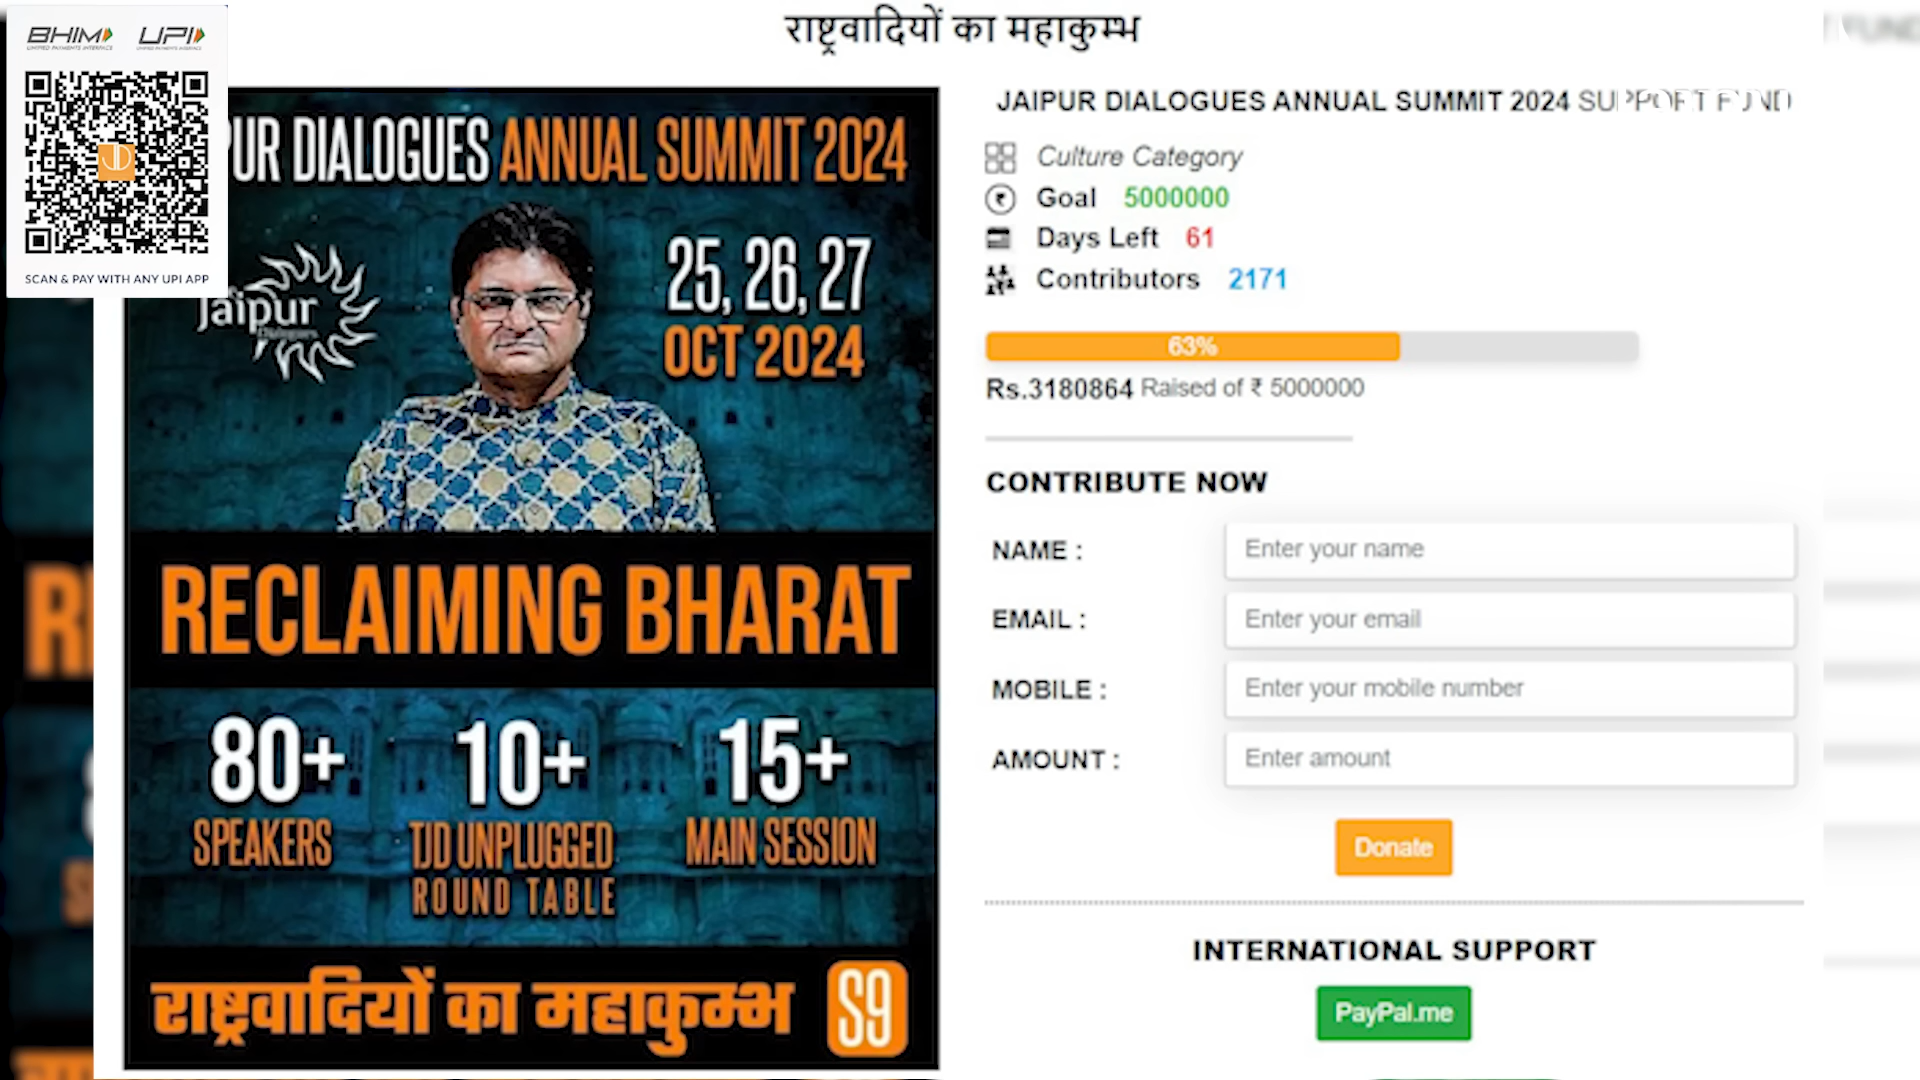 BHIM UPI
SCAN & PAY WITH ANY UPI APP
राष्ट्रवादियों का महाकुम्भ
PUR DIALOGUES ANNUAL SUMMIT 2024
Jaipur
Dialogues
25, 26, 27
OCT 2024
RECLAIMING BHARAT
80+
SPEAKERS
10+
TJD UNPLUGGED
ROUND TABLE
15+
MAIN SESSION
राष्ट्रवादियों का महाकुम्भ S9
JAIPUR DIALOGUES ANNUAL SUMMIT 2024 SUPPORT FUND
Culture Category
Goal 5000000
Days Left 61
Contributors 2171
63%
Rs.3180864 Raised of ₹ 5000000
CONTRIBUTE NOW
NAME : Enter your name
EMAIL : Enter your email
MOBILE : Enter your mobile number
AMOUNT : Enter amount
Donate
INTERNATIONAL SUPPORT
PayPal.me